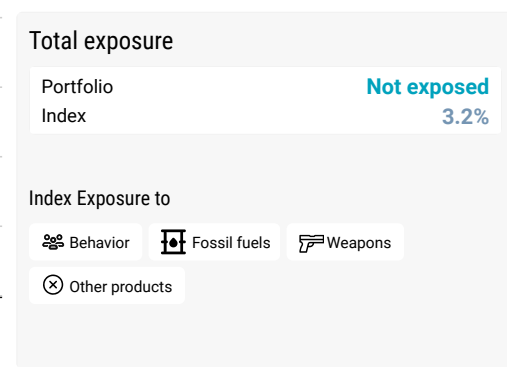 Total exposure
Portfolio Not exposed
Index 3.2%
Index Exposure to
Behavior Fossil fuels Weapons
Other products